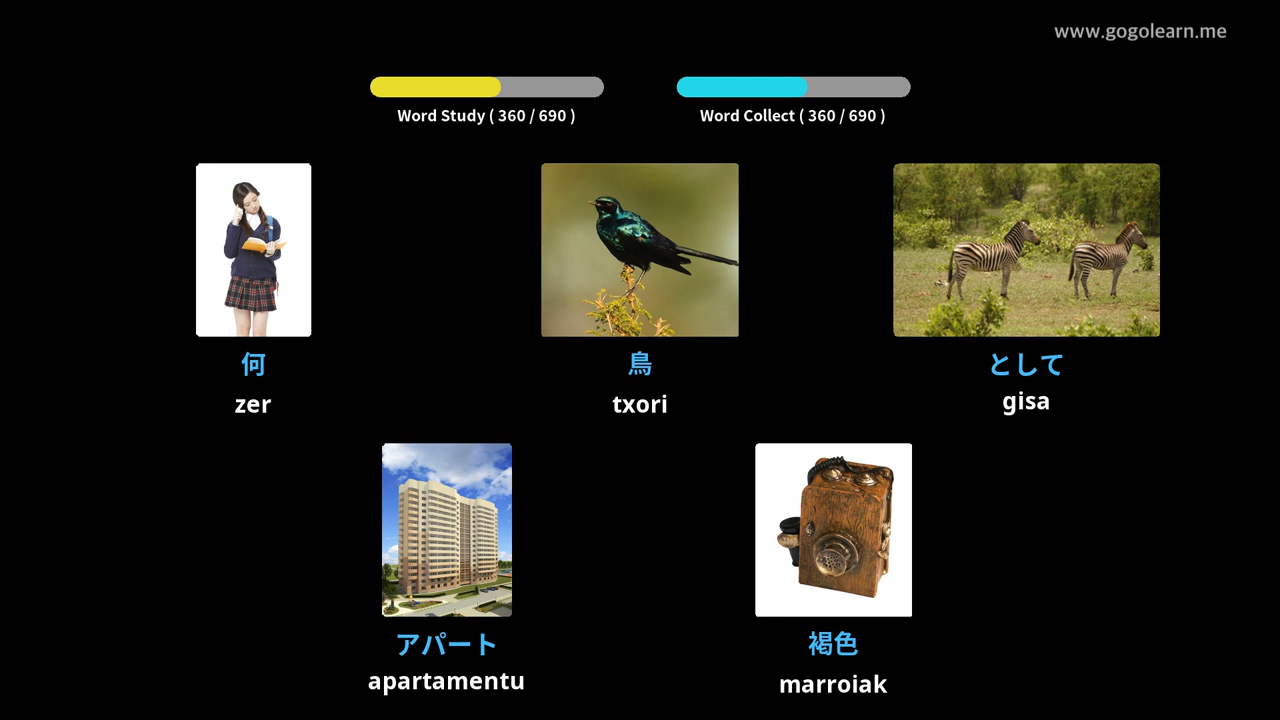 www.gogolearn.me
Word Study ( 360 / 690 )
Word Collect ( 360 / 690 )
何
zer
鳥
txori
として
gisa
アパート
apartamentu
褐色
marroiak